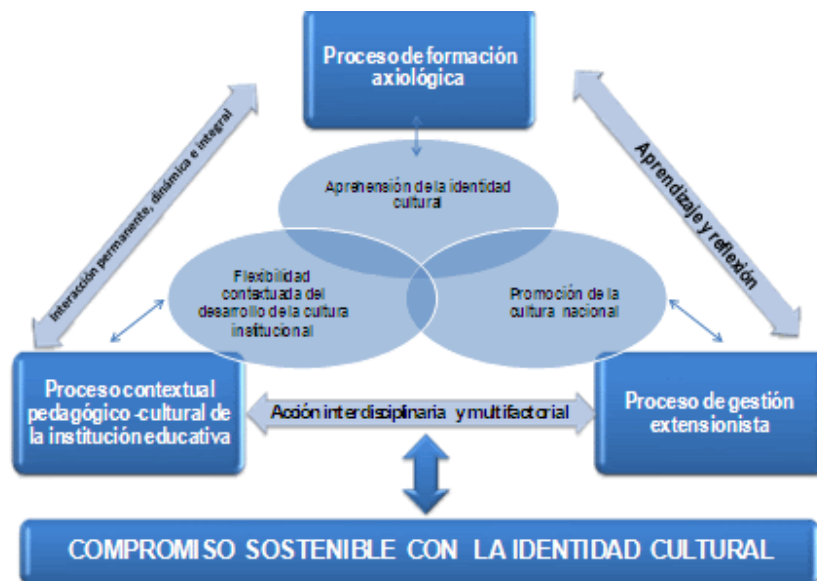 Proceso de formación
axiológica
Interacción permanente, dinámica e integral
Aprendizaje y reflexión
Aprehensión de la identidad
cultural
Flexibilidad
contextuada del
desarrollo de la cultura
institucional
Promoción de la
cultura nacional
Proceso contextual
pedagógico -cultural de
la institución educativa
Acción interdisciplinaria y multifactorial
Proceso de gestión
extensionista
COMPROMISO SOSTENIBLE CON LA IDENTIDAD CULTURAL